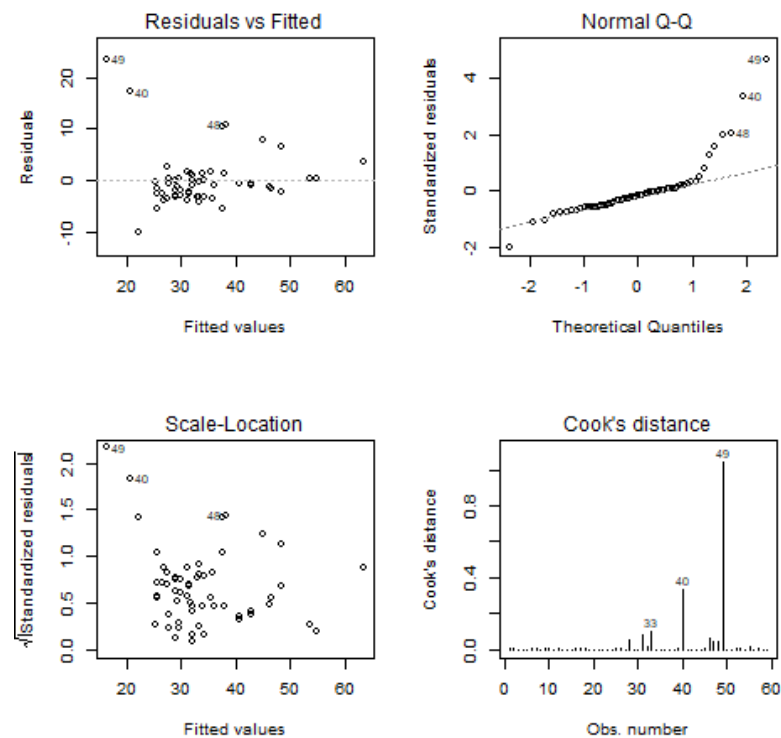 Residuals vs Fitted
Residuals
20
10
0
-10
49
40
48
20 30 40 50 60
Fitted values
Normal Q-Q
Standardized residuals
4
2
0
-2
49
40
48
-2 -1 0 1 2
Theoretical Quantiles
Scale-Location
√|Standardized residuals|
2.0
1.5
1.0
0.5
0.0
49
40
48
20 30 40 50 60
Fitted values
Cook's distance
Cook's distance
0.8
0.4
0.0
49
40
33
0 10 20 30 40 50 60
Obs. number